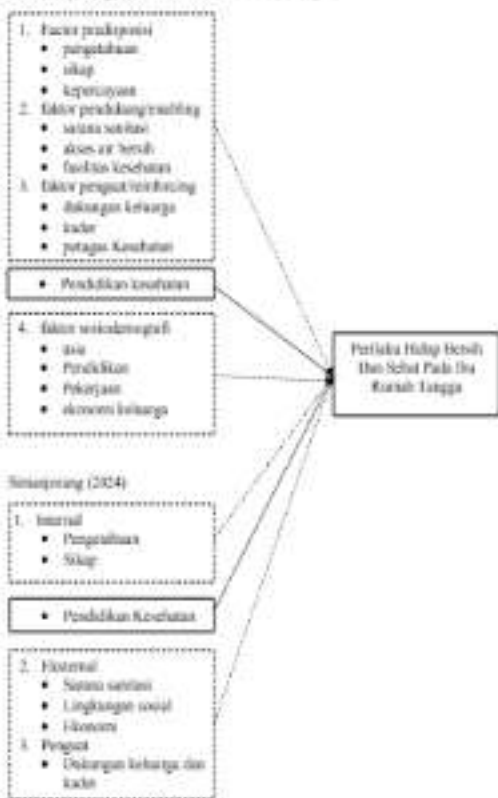 1. Factor predisposisi
• pengetahuan
• sikap
• kepercayaan
2. faktor pendukung/enabling
• sarana sanitasi
• akses air bersih
• fasilitas kesehatan
3. faktor penguat/reinforcing
• dukungan keluarga
• kader
• petugas Kesehatan
• Pendidikan kesehatan
4. faktor sosiodemografi
• usia
• Pendidikan
• Pekerjaan
• ekonomi keluarga
Perilaku Hidup Bersih
Dan Sehat Pada Ibu
Rumah Tangga
Simanjorang (2024)
1. Internal
• Pengetahuan
• Sikap
• Pendidikan Kesehatan
2. Eksternal
• Sarana sanitasi
• Lingkungan sosial
• Ekonomi
3. Penguat
• Dukungan keluarga dan
kader